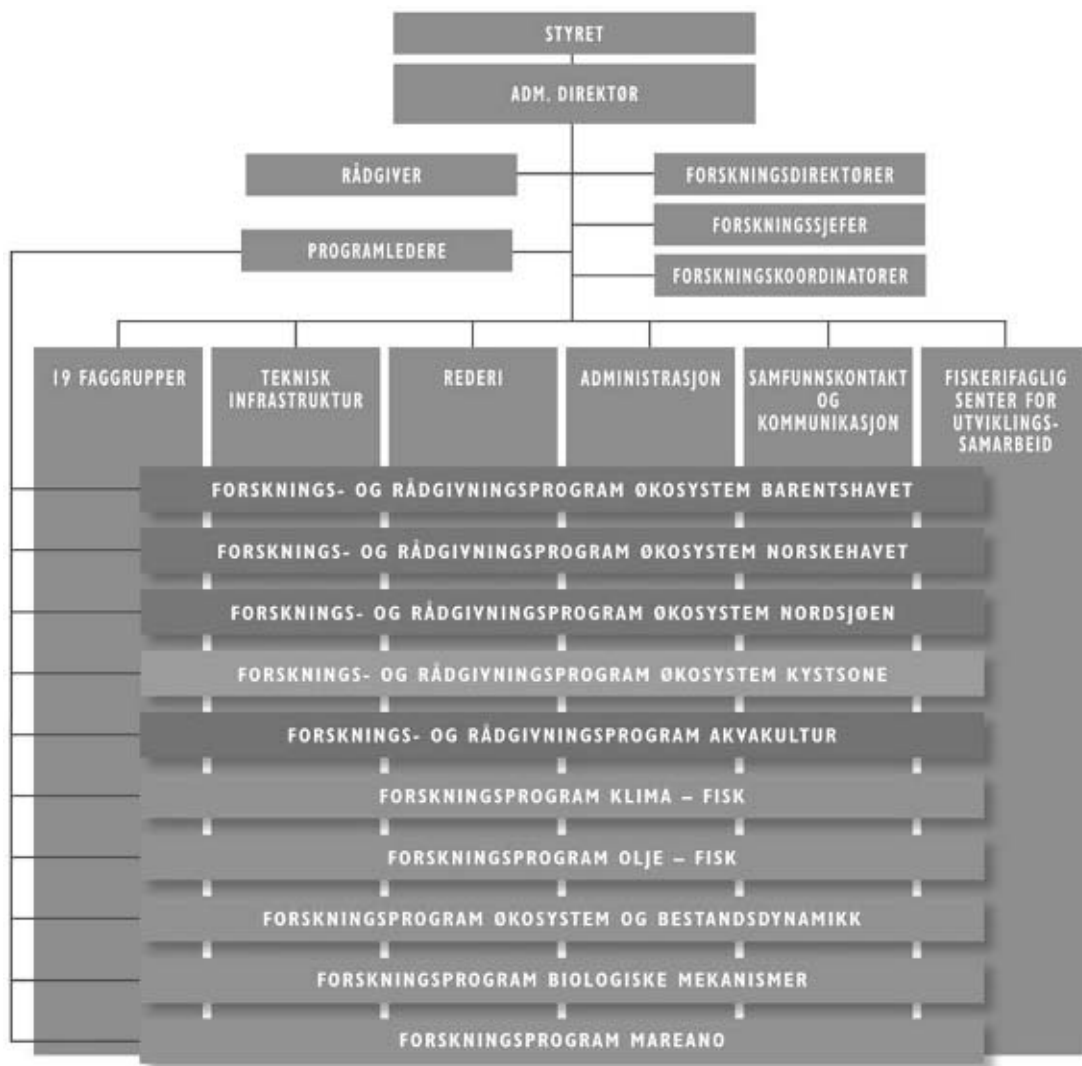 STYRET
ADM. DIREKTØR
RÅDGIVER
FORSKNINGSDIREKTØRER
FORSKNINGSSJEFER
PROGRAMLEDERE
FORSKNINGSKOORDINATORER
19 FAGGRUPPER
TEKNISK
INFRASTRUKTUR
REDERI
ADMINISTRASJON
SAMFUNNSKONTAKT
OG
KOMMUNIKASJON
FISKERIFAGLIG
SENTER FOR
UTVIKLINGS-
SAMARBEID
FORSKNINGS- OG RÅDGIVNINGSPROGRAM ØKOSYSTEM BARENTSHAVET
FORSKNINGS- OG RÅDGIVNINGSPROGRAM ØKOSYSTEM NORSKEHAVET
FORSKNINGS- OG RÅDGIVNINGSPROGRAM ØKOSYSTEM NORDSJØEN
FORSKNINGS- OG RÅDGIVNINGSPROGRAM ØKOSYSTEM KYSTSONE
FORSKNINGS- OG RÅDGIVNINGSPROGRAM AKVAKULTUR
FORSKNINGSPROGRAM KLIMA – FISK
FORSKNINGSPROGRAM OLJE – FISK
FORSKNINGSPROGRAM ØKOSYSTEM OG BESTANDSDYNAMIKK
FORSKNINGSPROGRAM BIOLOGISKE MEKANISMER
FORSKNINGSPROGRAM MAREANO